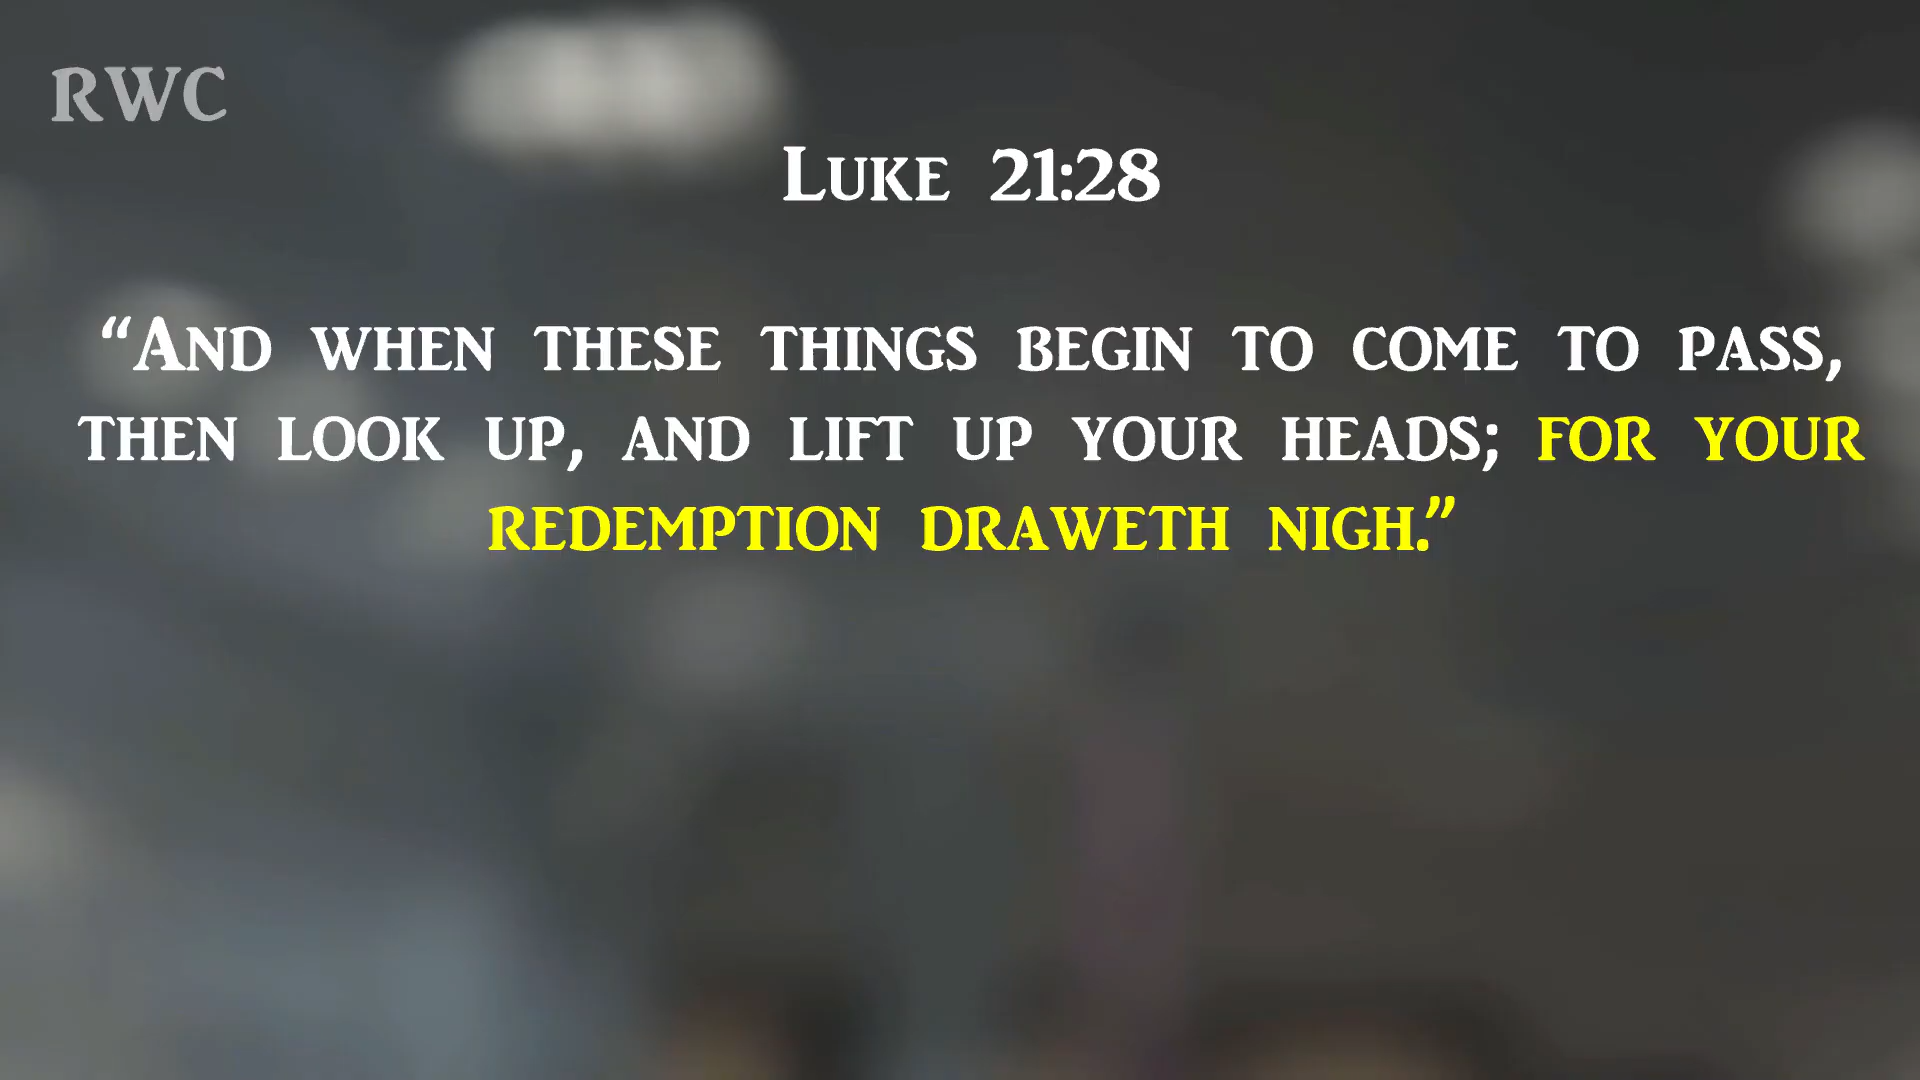 RWC
Luke 21:28
“And when these things begin to come to pass,
then look up, and lift up your heads; for your
redemption draweth nigh.”